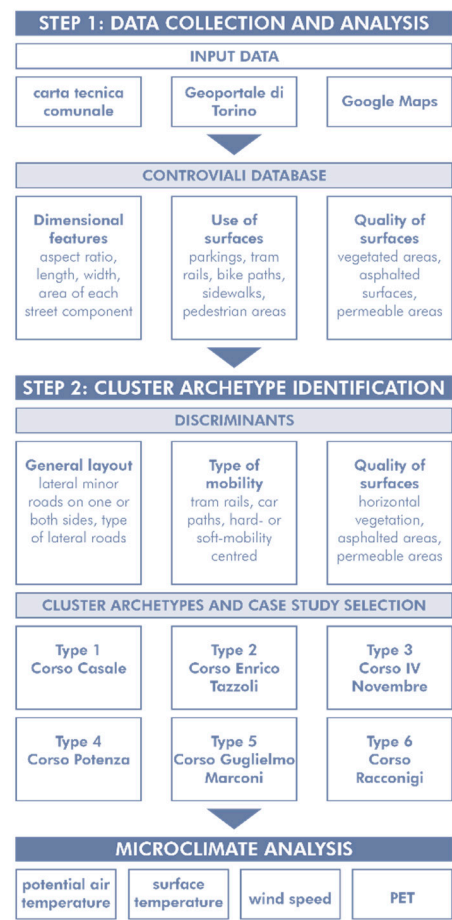 STEP 1: DATA COLLECTION AND ANALYSIS
INPUT DATA
carta tecnica
comunale
Geoportale di
Torino
Google Maps
CONTROVIALI DATABASE
Dimensional
features
aspect ratio,
length, width,
area of each
street component
Use of
surfaces
parkings, tram
rails, bike paths,
sidewalks,
pedestrian areas
Quality of
surfaces
vegetated areas,
asphalted
surfaces,
permeable areas
STEP 2: CLUSTER ARCHETYPE IDENTIFICATION
DISCRIMINANTS
General layout
lateral minor
roads on one or
both sides, type
of lateral roads
Type of
mobility
tram rails, car
paths, hard- or
soft-mobility
centred
Quality of
surfaces
horizontal
vegetation,
asphalted areas,
permeable areas
CLUSTER ARCHETYPES AND CASE STUDY SELECTION
Type 1
Corso Casale
Type 2
Corso Enrico
Tazzoli
Type 3
Corso IV
Novembre
Type 4
Corso Potenza
Type 5
Corso Guglielmo
Marconi
Type 6
Corso
Racconigi
MICROCLIMATE ANALYSIS
potential air
temperature
surface
temperature
wind speed
PET